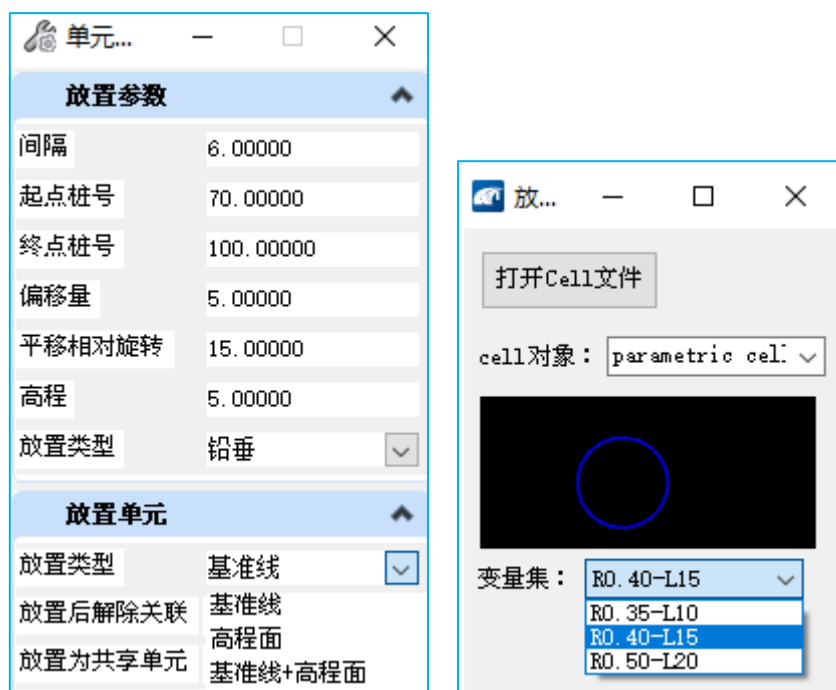 单元...
放置参数
间隔 6.00000
起点桩号 70.00000
终点桩号 100.00000
偏移量 5.00000
平移相对旋转 15.00000
高程 5.00000
放置类型 铅垂
放置单元
放置类型 基准线
放置后解除关联 基准线
高程面
放置为共享单元 基准线+高程面
放...
打开Cell文件
cell对象： parametric cel
变量集： R0.40-L15
R0.35-L10
R0.40-L15
R0.50-L20